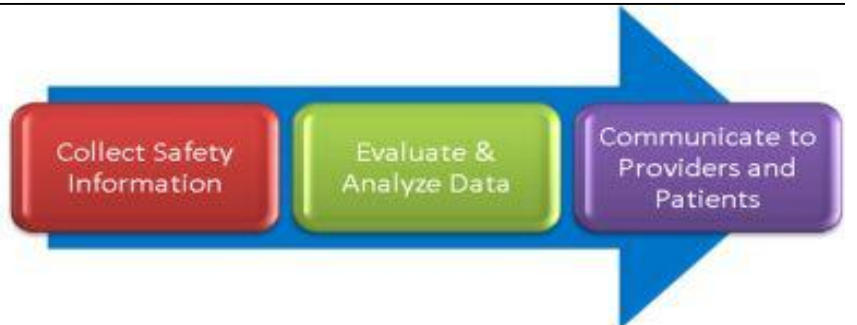 Collect Safety
Information
Evaluate &
Analyze Data
Communicate to
Providers and
Patients